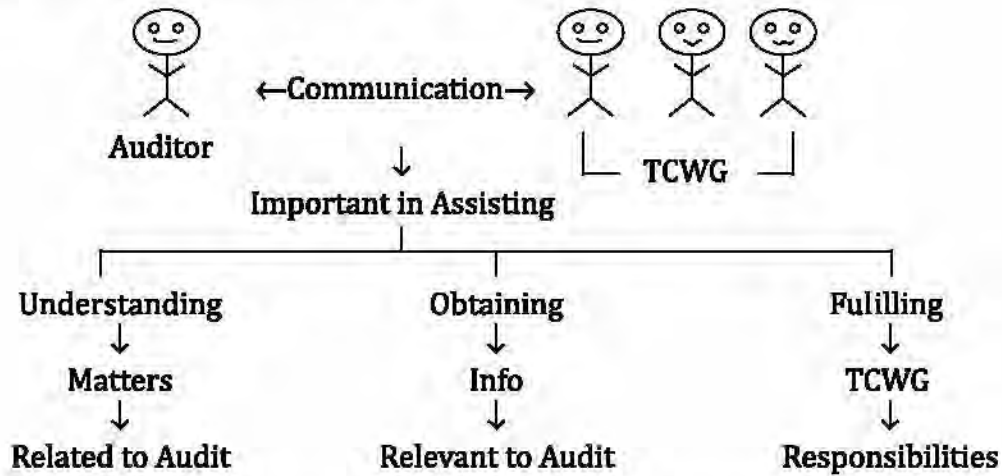 ←Communication→
Auditor
TCWG
↓
Important in Assisting
Understanding Obtaining Fulilling
↓ ↓ ↓
Matters Info TCWG
↓ ↓ ↓
Related to Audit Relevant to Audit Responsibilities